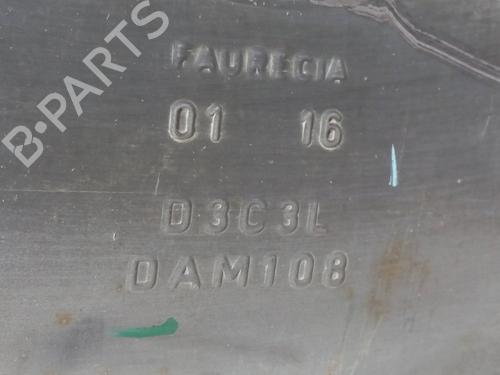 B-PARTS
FAURECIA
01 16
D3C3L
DAM108